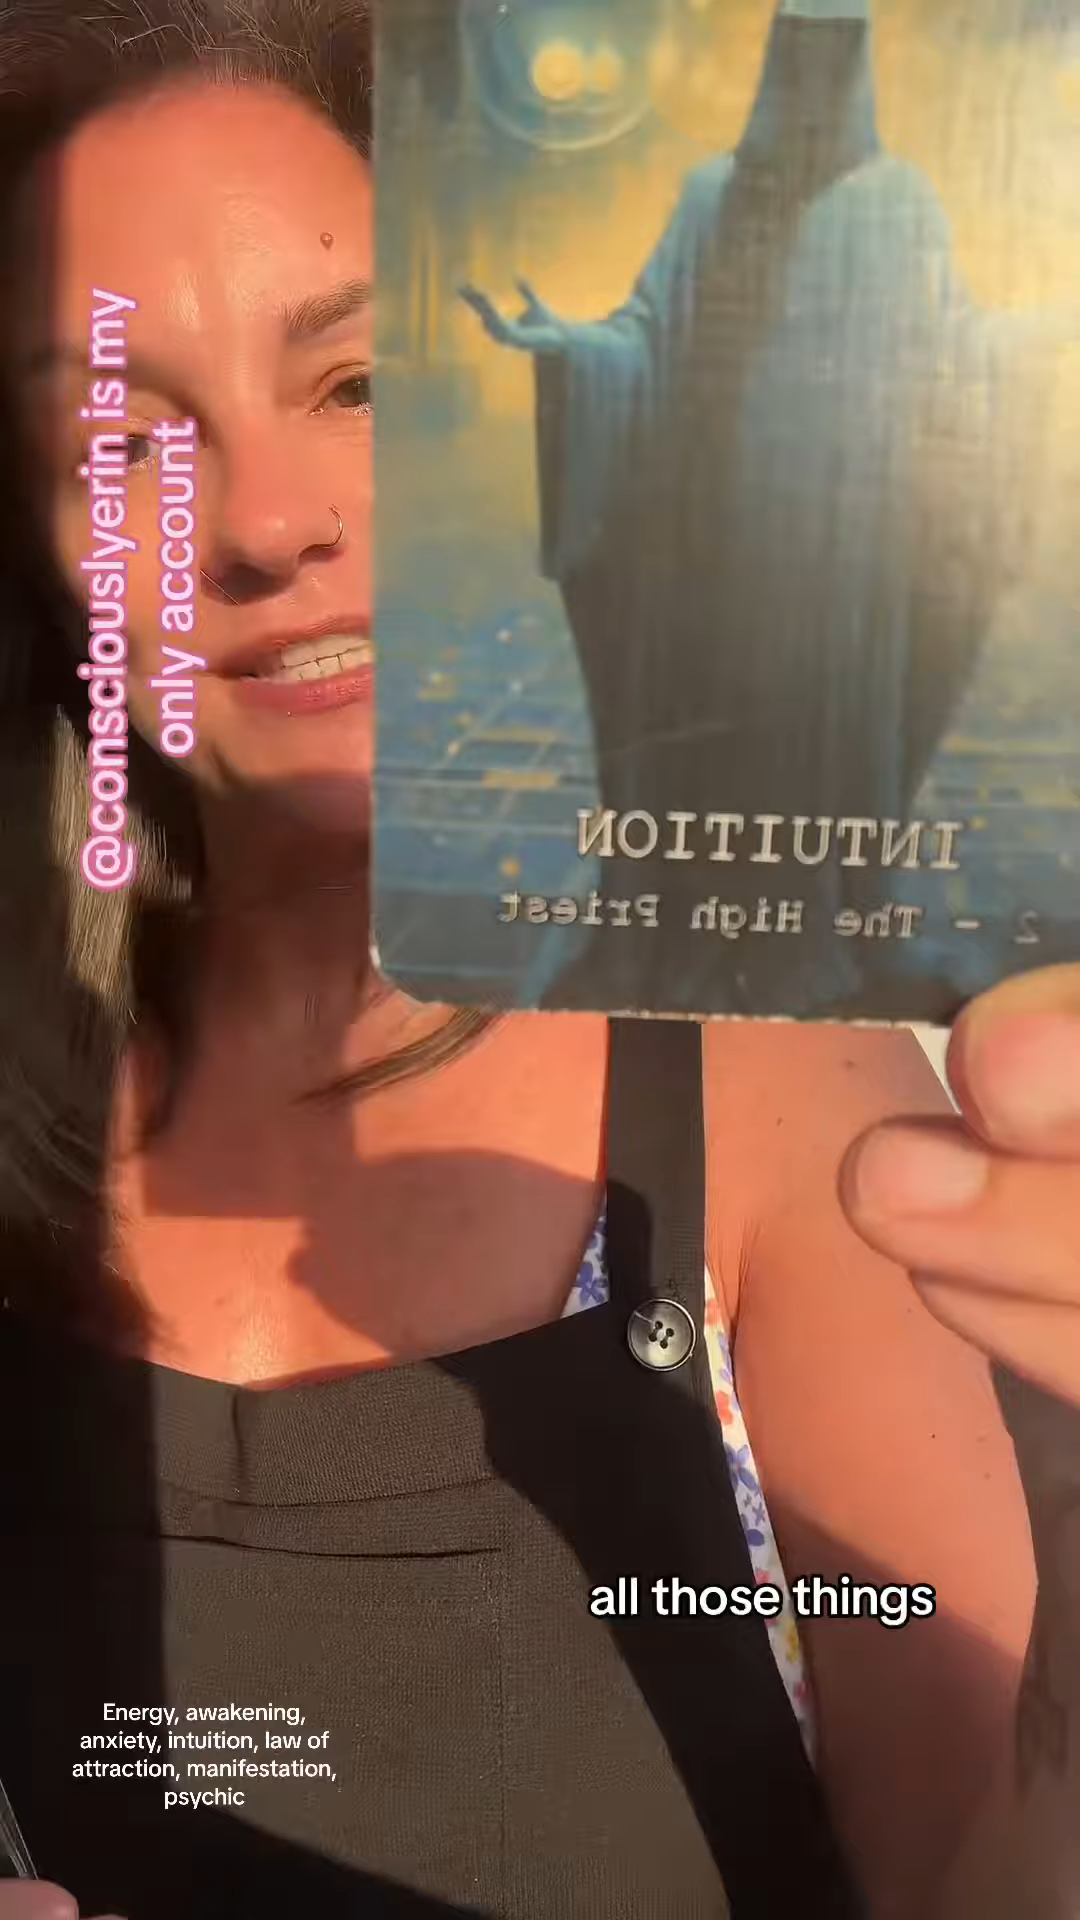 @consciouslyerin is my
only account
INTUITION
2 - The High Priest
all those things
Energy, awakening,
anxiety, intuition, law of
attraction, manifestation,
psychic